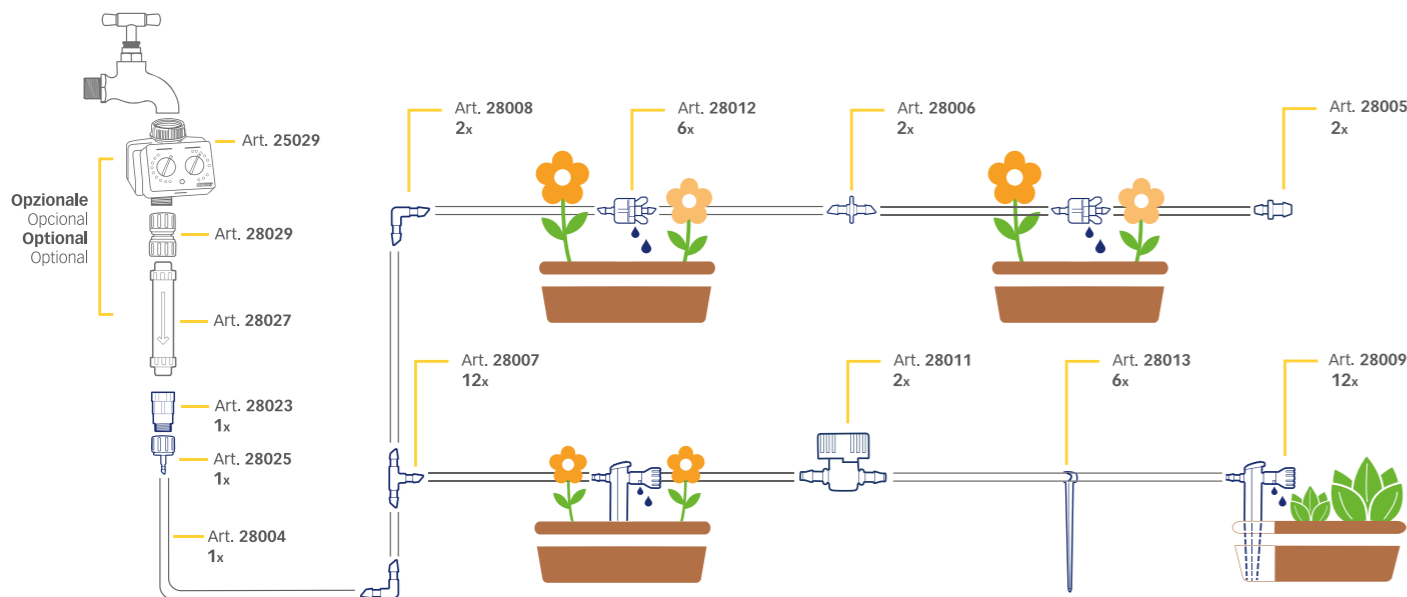 Art. 25029
Opzionale
Opcional
Optional
Optional
Art. 28029
Art. 28027
Art. 28023
1x
Art. 28025
1x
Art. 28004
1x
Art. 28008
2x
Art. 28012
6x
Art. 28006
2x
Art. 28005
2x
Art. 28007
12x
Art. 28011
2x
Art. 28013
6x
Art. 28009
12x